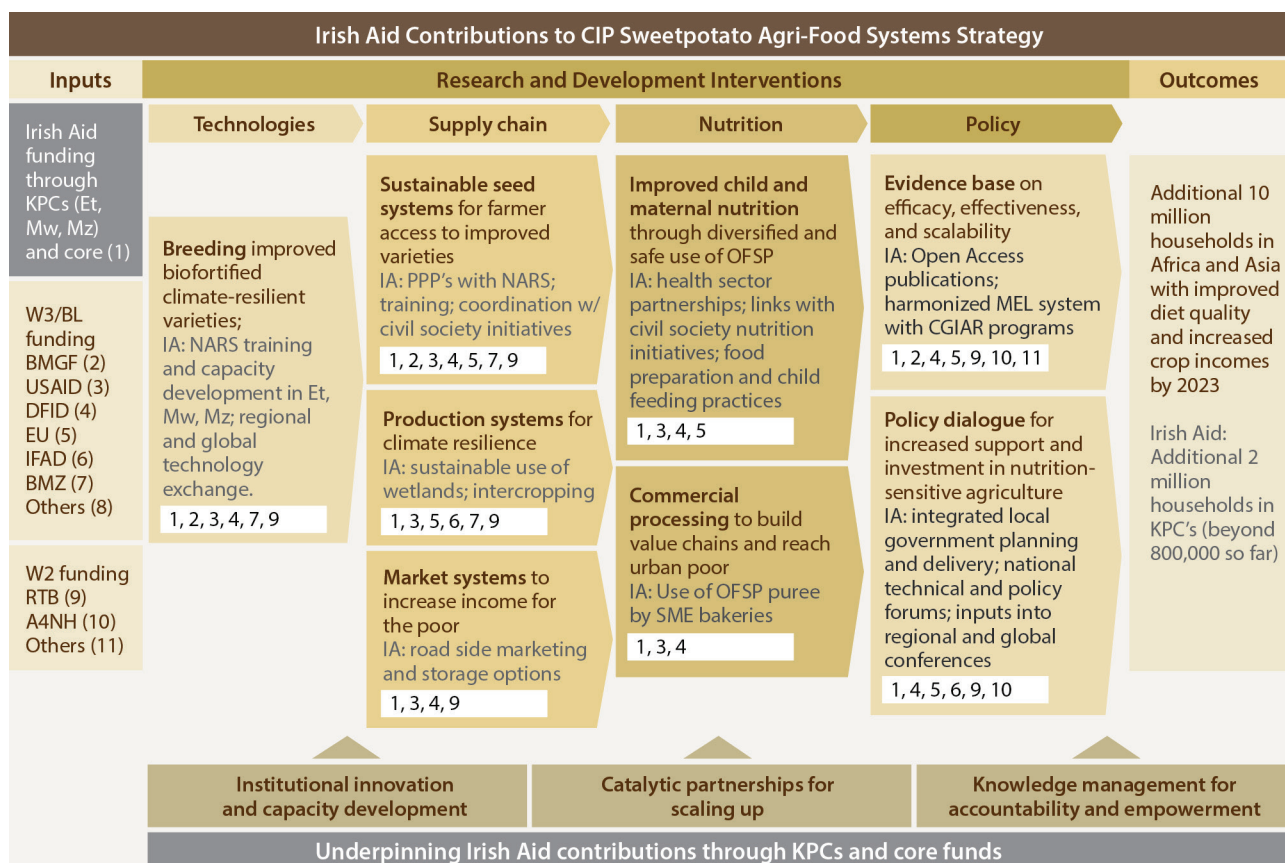 Irish Aid Contributions to CIP Sweetpotato Agri-Food Systems Strategy
Inputs
Research and Development Interventions
Outcomes
Irish Aid
funding
through
KPCs (Et,
Mw, Mz)
and core (1)
W3/BL
funding
BMGF (2)
USAID (3)
DFID (4)
EU (5)
IFAD (6)
BMZ (7)
Others (8)
W2 funding
RTB (9)
A4NH (10)
Others (11)
Technologies
Breeding improved
biofortified
climate-resilient
varieties;
IA: NARS training
and capacity
development in Et,
Mw, Mz; regional
and global
technology
exchange.
1, 2, 3, 4, 7, 9
Supply chain
Sustainable seed
systems for farmer
access to improved
varieties
IA: PPP's with NARS;
training; coordination w/
civil society initiatives
1, 2, 3, 4, 5, 7, 9
Production systems for
climate resilience
IA: sustainable use of
wetlands; intercropping
1, 3, 5, 6, 7, 9
Market systems to
increase income for
the poor
IA: road side marketing
and storage options
1, 3, 4, 9
Nutrition
Improved child and
maternal nutrition
through diversified and
safe use of OFSP
IA: health sector
partnerships; links with
civil society nutrition
initiatives; food
preparation and child
feeding practices
1, 3, 4, 5
Commercial
processing to build
value chains and reach
urban poor
IA: Use of OFSP puree
by SME bakeries
1, 3, 4
Policy
Evidence base on
efficacy, effectiveness,
and scalability
IA: Open Access
publications;
harmonized MEL system
with CGIAR programs
1, 2, 4, 5, 9, 10, 11
Policy dialogue for
increased support and
investment in nutrition-
sensitive agriculture
IA: integrated local
government planning
and delivery; national
technical and policy
forums; inputs into
regional and global
conferences
1, 4, 5, 6, 9, 10
Additional 10
million
households in
Africa and Asia
with improved
diet quality
and increased
crop incomes
by 2023
Irish Aid:
Additional 2
million
households in
KPC's (beyond
800,000 so far)
Institutional innovation
and capacity development
Catalytic partnerships for
scaling up
Knowledge management for
accountability and empowerment
Underpinning Irish Aid contributions through KPCs and core funds